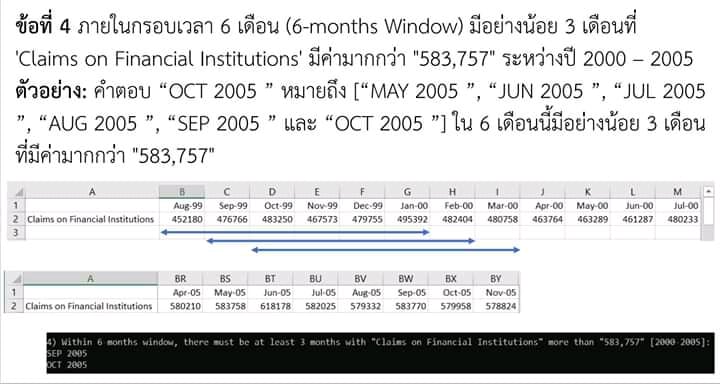 ข้อที่ 4 ภายในกรอบเวลา 6 เดือน (6-months Window) มีอย่างน้อย 3 เดือนที่
'Claims on Financial Institutions' มีค่ามากกว่า "583,757" ระหว่างปี 2000 – 2005
ตัวอย่าง: คำตอบ “OCT 2005 ” หมายถึง [“MAY 2005 ”, “JUN 2005 ”, “JUL 2005
”, “AUG 2005 ”, “SEP 2005 ” และ “OCT 2005 ”] ใน 6 เดือนนี้มีอย่างน้อย 3 เดือน
ที่มีค่ามากกว่า "583,757"
A B C D E F G H I J K L M
1 Aug-99 Sep-99 Oct-99 Nov-99 Dec-99 Jan-00 Feb-00 Mar-00 Apr-00 May-00 Jun-00 Jul-00
2 Claims on Financial Institutions 452180 476766 483250 467573 479755 495392 482404 480758 463764 463289 461287 480233
3
A BR BS BT BU BV BW BX BY
1 Apr-05 May-05 Jun-05 Jul-05 Aug-05 Sep-05 Oct-05 Nov-05
2 Claims on Financial Institutions 580210 583758 618178 582025 579332 583770 579958 578824
4) Within 6 months window, there must be at least 3 months with "Claims on Financial Institutions" more than "583,757" [2000-2005]:
SEP 2005
OCT 2005